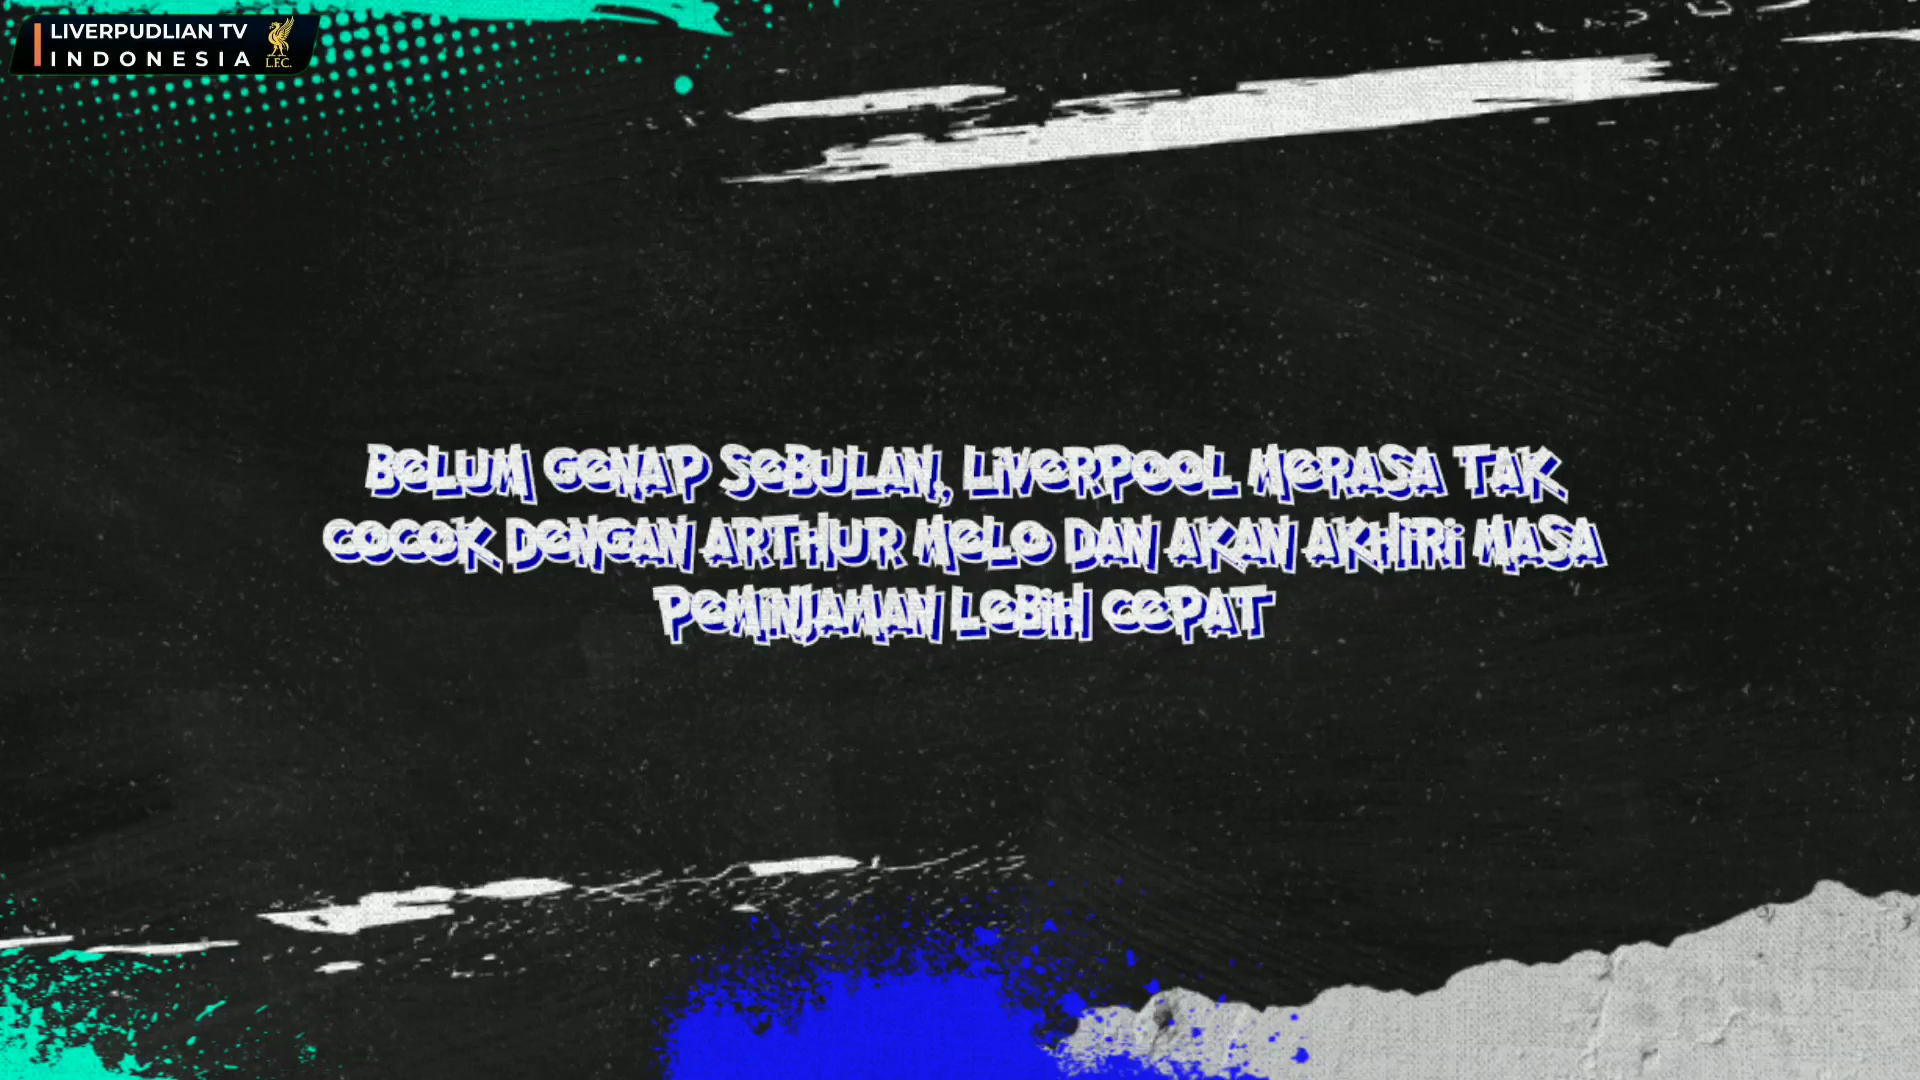 LIVERPUDLIAN TV
INDONESIA
L.F.C.
BELUM GENAP SEBULAN, LIVERPOOL MERASA TAK
COCOK DENGAN ARTHUR MELO DAN AKAN AKHIRI MASA
PEMINJAMAN LEBIH CEPAT